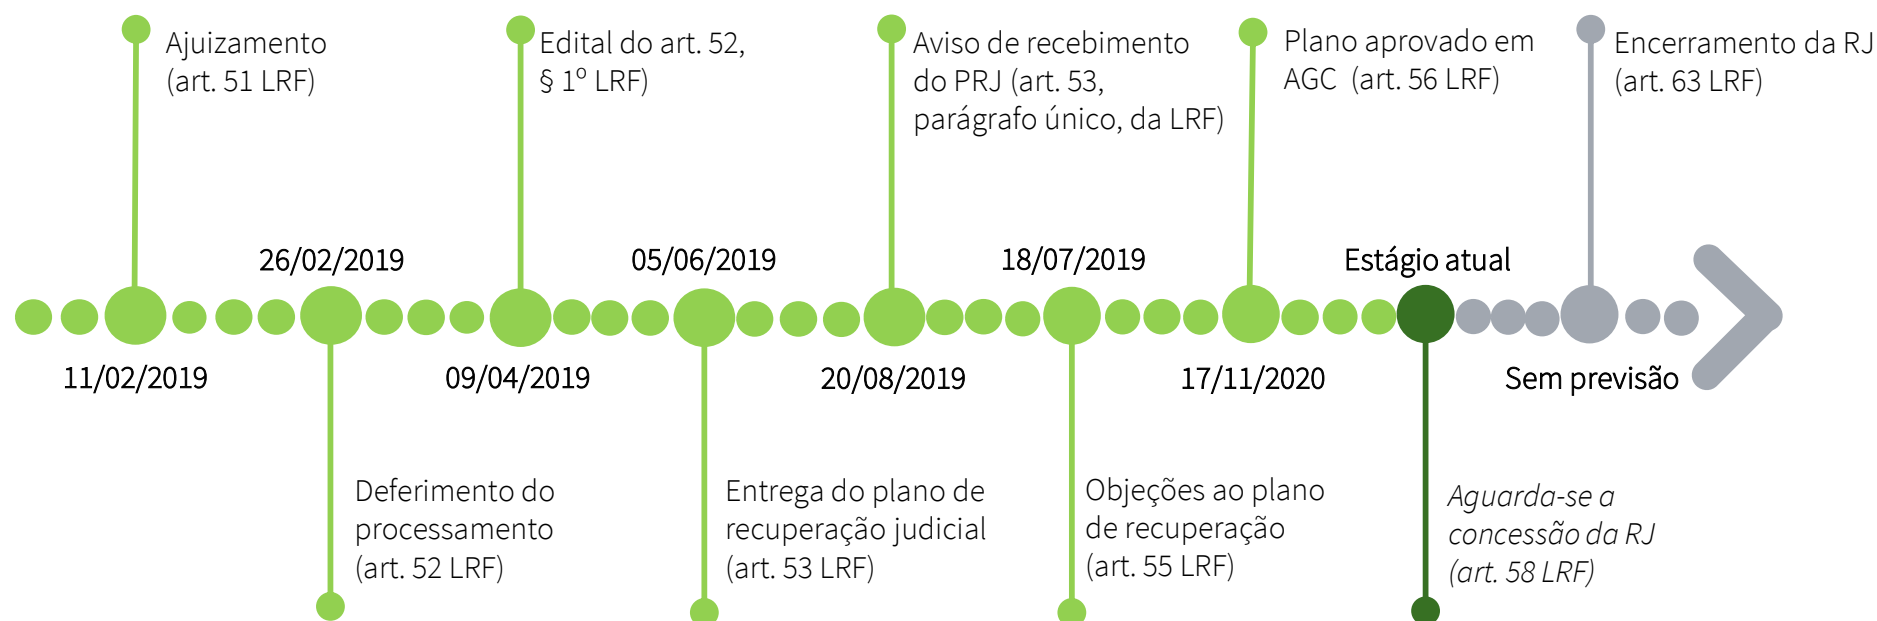 Ajuizamento
(art. 51 LRF)
Edital do art. 52,
§ 1º LRF)
Aviso de recebimento
do PRJ (art. 53,
parágrafo único, da LRF)
Plano aprovado em
AGC (art. 56 LRF)
Encerramento da RJ
(art. 63 LRF)
26/02/2019
05/06/2019
18/07/2019
Estágio atual
11/02/2019
09/04/2019
20/08/2019
17/11/2020
Sem previsão
Deferimento do
processamento
(art. 52 LRF)
Entrega do plano de
recuperação judicial
(art. 53 LRF)
Objeções ao plano
de recuperação
(art. 55 LRF)
Aguarda-se a
concessão da RJ
(art. 58 LRF)